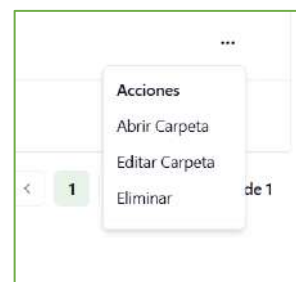 ...
Acciones
Abrir Carpeta
Editar Carpeta
< 1 de 1
Eliminar